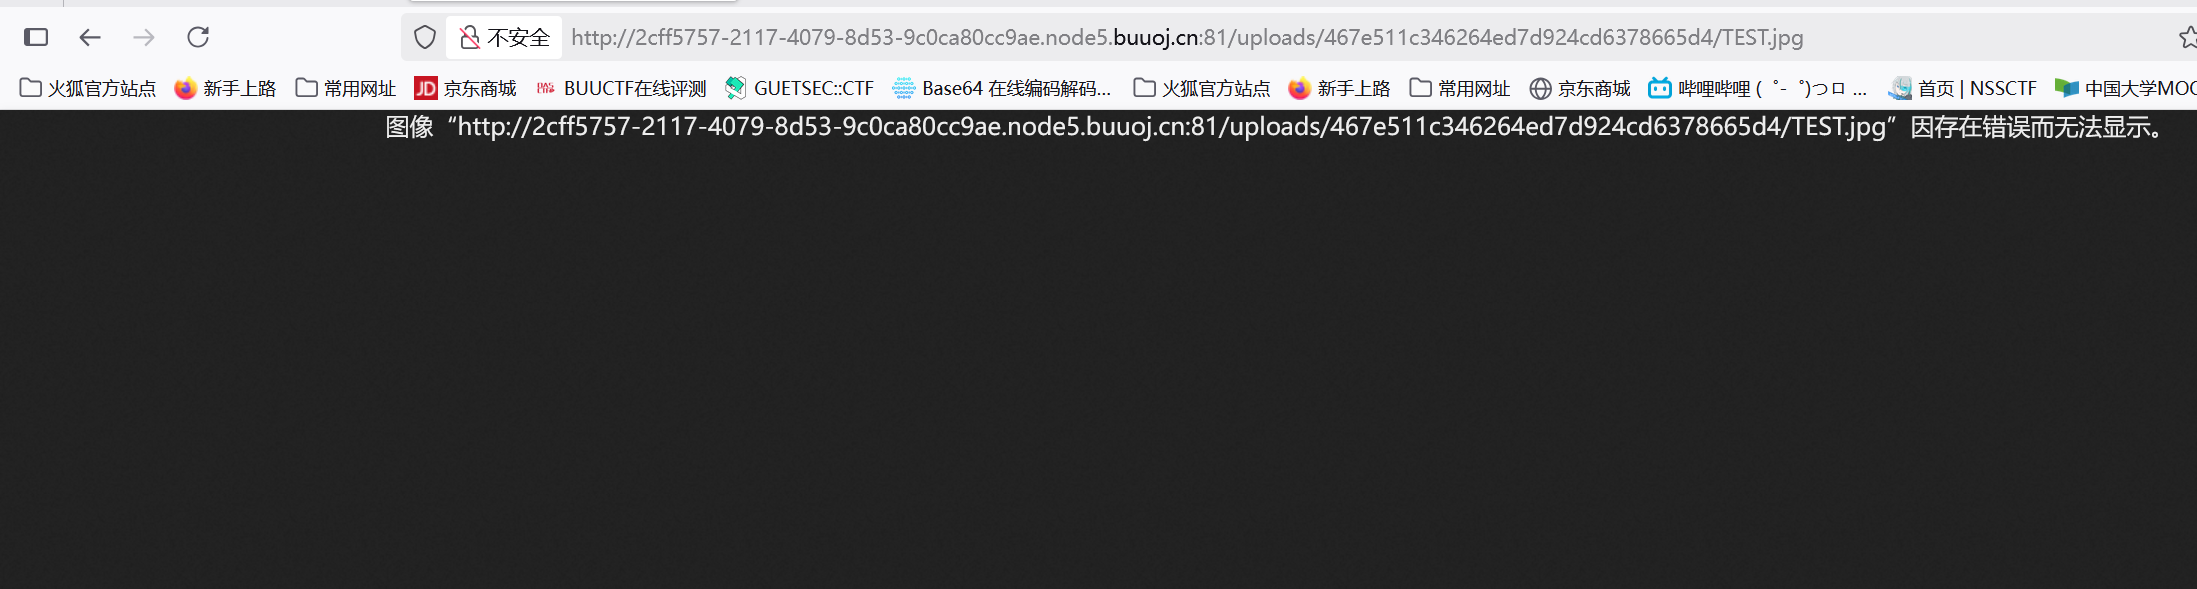 不安全 http://2cff5757-2117-4079-8d53-9c0ca80cc9ae.node5.buuoj.cn:81/uploads/467e511c346264ed7d924cd6378665d4/TEST.jpg
火狐官方站点 新手上路 常用网址 JD 京东商城 BUUCTF在线评测 GUETSEC::CTF Base64 在线编码解码... 火狐官方站点 新手上路 常用网址 京东商城 哔哩哔哩 ( ゜- ゜)つロ ... 首页 | NSSCTF 中国大学MOC
图像“http://2cff5757-2117-4079-8d53-9c0ca80cc9ae.node5.buuoj.cn:81/uploads/467e511c346264ed7d924cd6378665d4/TEST.jpg”因存在错误而无法显示。